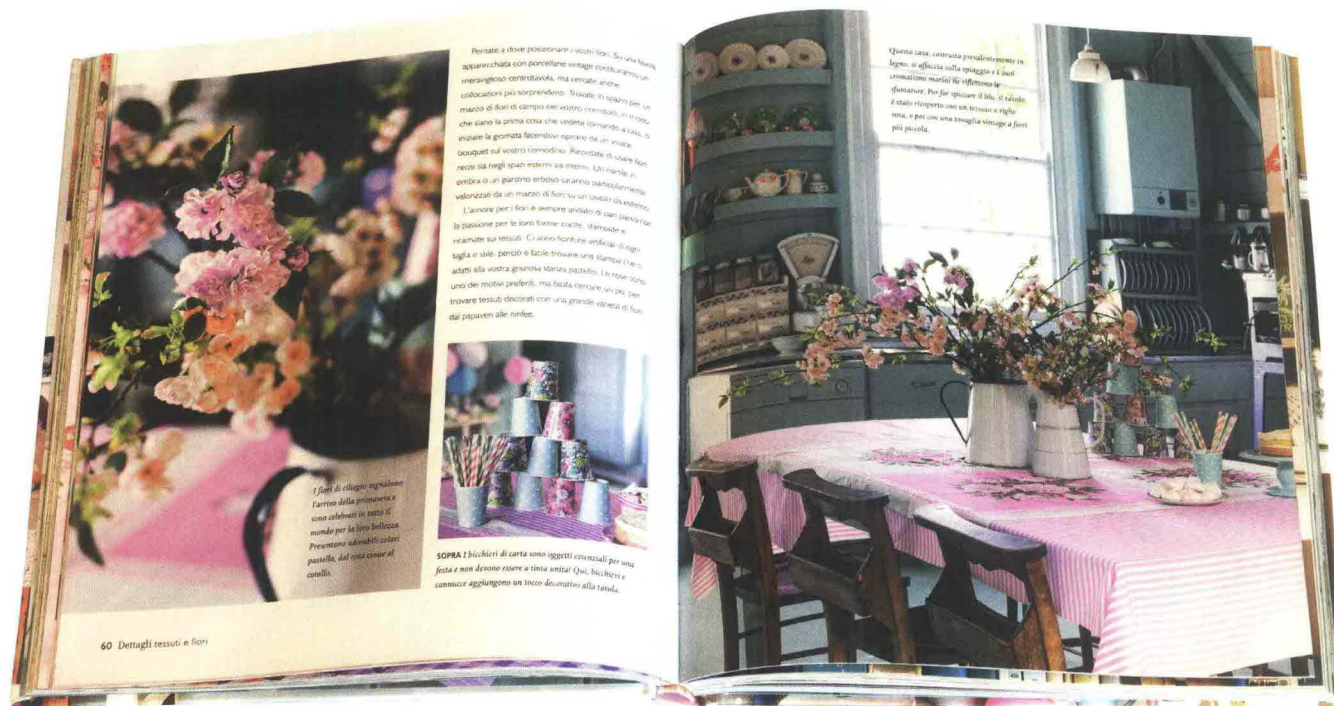 Pensate a dove posizionare i vostri fiori. Su una tavola
apparecchiata con porcellane vintage costituiranno un
meraviglioso centrotavola, ma cercate anche
collocazioni più sorprendenti. Trovate lo spazio per un
mazzo di fiori di campo nel vostro corridoio, in modo
che siano la prima cosa che vedete tornando a casa, o
iniziate la giornata facendovi ispirare da un vivace
bouquet sul vostro comodino. Ricordate di usare fiori
recisi sia negli spazi esterni sia interni. Un cortile in
ombra o un giardino erboso saranno particolarmente
valorizzati da un mazzo di fiori su un tavolo da esterno.
L'amore per i fiori è sempre andato di pari passo con
la passione per le loro forme cucite, stampate e
ricamate sui tessuti. Ci sono fioriture artificiali di ogni
taglia e stile, perciò è facile trovare una stampa che si
adatti alla vostra graziosa stanza pastello. Le rose sono
uno dei motivi preferiti, ma basta cercare un po' per
trovare tessuti decorati con una grande varietà di fiori
dai papaveri alle ninfee.
I fiori di ciliegio segnalano
l'arrivo della primavera e
sono celebrati in tutto il
mondo per la loro bellezza.
Presentano adorabili colori
pastello, dal rosa tenue al
corallo.
SOPRA I bicchieri di carta sono oggetti essenziali per una
festa e non devono essere a tinta unita! Qui, bicchieri e
cannucce aggiungono un tocco decorativo alla tavola.
60 Dettagli tessuti e fiori
Questa casa, costruita prevalentemente in
legno, si affaccia sulla spiaggia e i suoi
cromatismi marini ne riflettono le
sfumature. Per far spiccare il blu, il tavolo
è stato ricoperto con un tessuto a righe
rosa, e poi con una tovaglia vintage a fiori
più piccola.